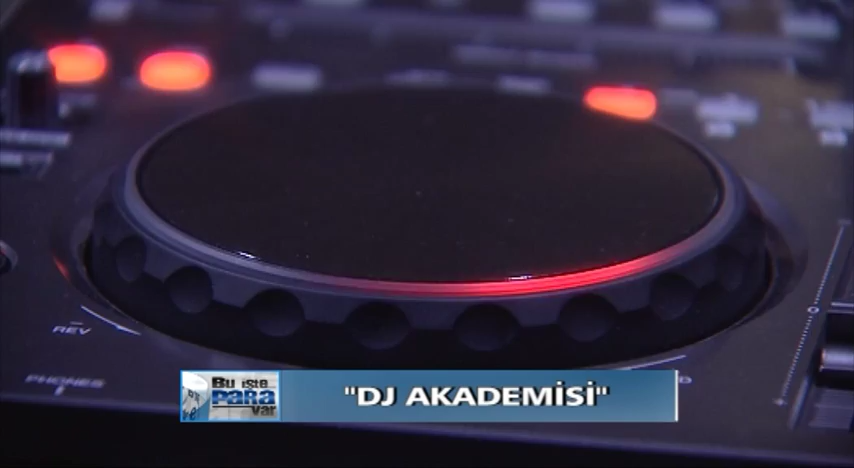 REV
PHONES
Bu işte
PARA
var
"DJ AKADEMİSİ"